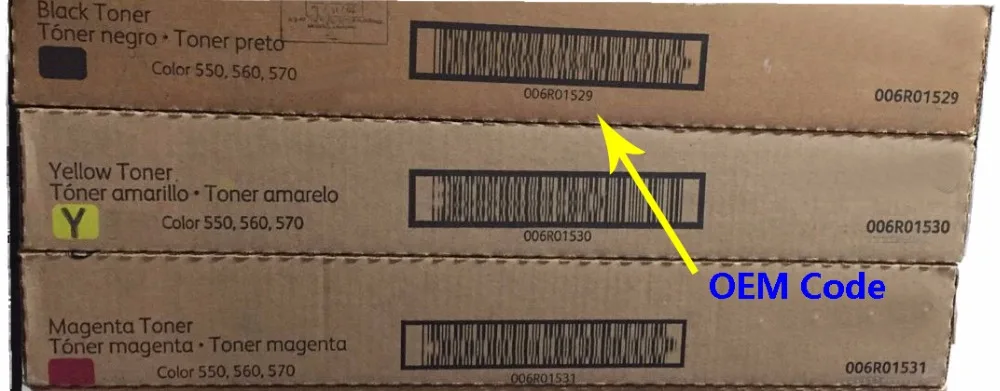 Black Toner
Tóner negro • Toner preto
Color 550, 560, 570
006R01529
006R01529
Yellow Toner
Tóner amarillo • Toner amarelo
Y
Color 550, 560, 570
006R01530
006R01530
OEM Code
Magenta Toner
Tóner magenta • Toner magenta
Color 550, 560, 570
006R01531
006R01531